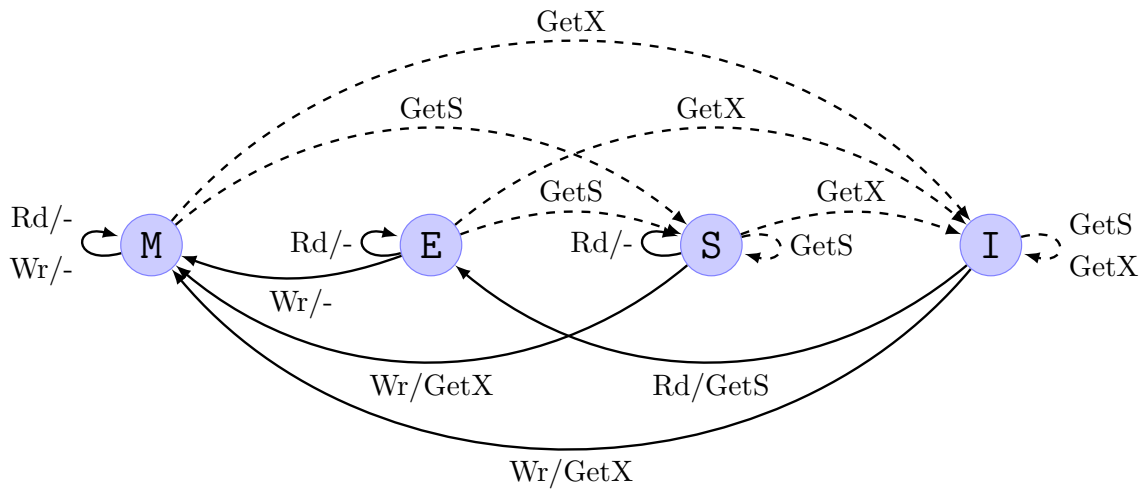 GetX
GetS
GetX
GetS
GetX
Rd/-
Wr/-
M
Rd/-
E
Rd/-
S
GetS
I
GetS
GetX
Wr/-
Wr/GetX
Rd/GetS
Wr/GetX